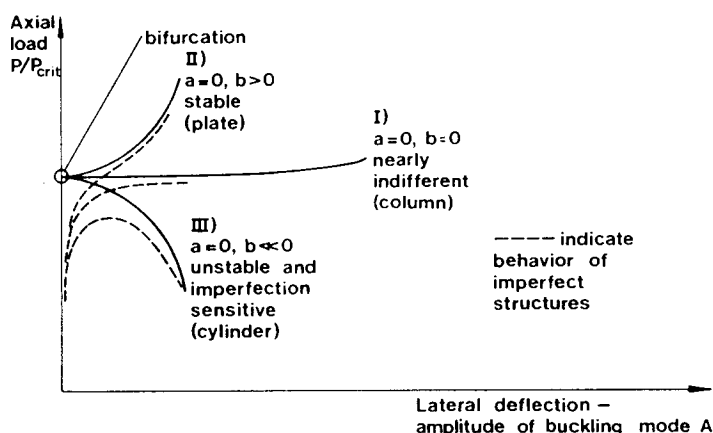 Axial
load
P/Pcrit
bifurcation
II)
a=0, b>0
stable
(plate)
I)
a=0, b=0
nearly
indifferent
(column)
III)
a=0, b≪0
unstable and
imperfection
sensitive
(cylinder)
---- indicate
behavior of
imperfect
structures
Lateral deflection –
amplitude of buckling mode A